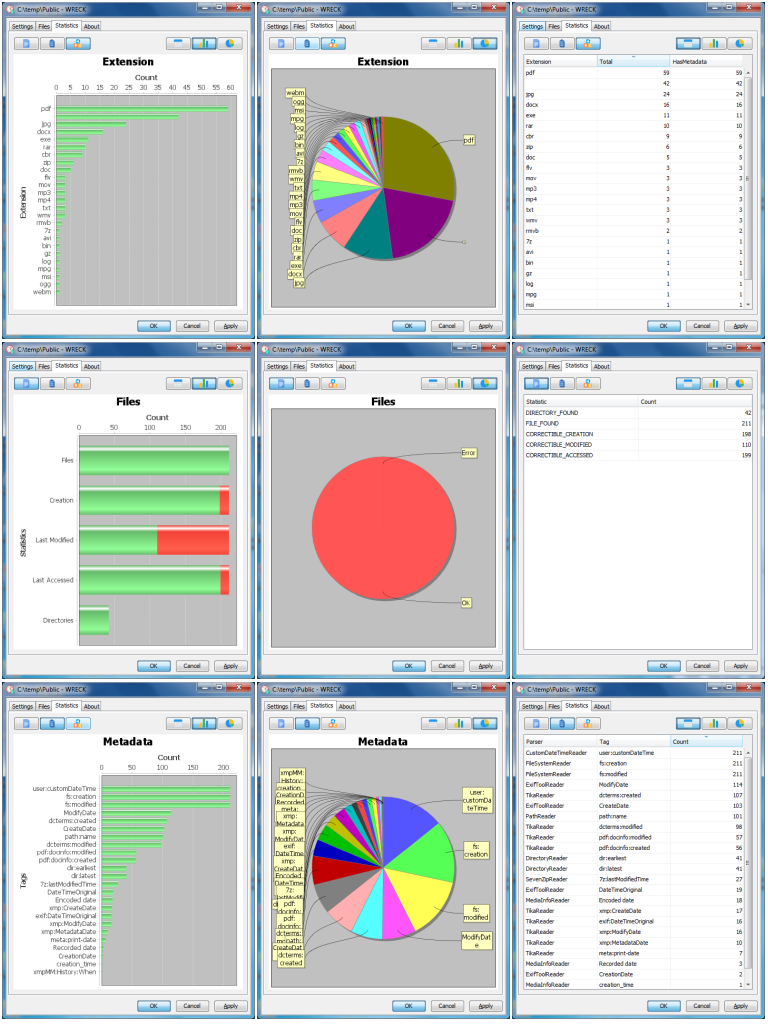 C:\temp\Public - WRECK
Settings Files Statistics About
Extension
Count
0 5 10 15 20 25 30 35 40 45 50 55 60
Extension
pdf
jpg
docx
exe
rar
cbr
zip
doc
flv
mov
mp3
mp4
txt
wmv
rmvb
7z
avi
bin
gz
log
mpg
msi
ogg
webm
OK Cancel Apply
C:\temp\Public - WRECK
Settings Files Statistics About
Extension
webm
ogg
msi
mpg
log
gz
bin
avi
7z
rmvb
wmv
txt
mp4
mp3
mov
flv
doc
zip
cbr
rar
exe
docx
jpg
pdf
OK Cancel Apply
C:\temp\Public - WRECK
Settings Files Statistics About
Extension Total HasMetadata
pdf 59 59
42 42
jpg 24 24
docx 16 16
exe 11 11
rar 10 10
cbr 9 9
zip 6 6
doc 5 5
flv 3 3
mov 3 3
mp3 3 3
mp4 3 3
txt 3 3
wmv 3 3
rmvb 2 2
7z 1 1
avi 1 1
bin 1 1
gz 1 1
log 1 1
mpg 1 1
msi 1 1
OK Cancel Apply
C:\temp\Public - WRECK
Settings Files Statistics About
Files
Count
0 50 100 150 200
Statistics
Files
Creation
Last Modified
Last Accessed
Directories
OK Cancel Apply
C:\temp\Public - WRECK
Settings Files Statistics About
Files
Error
Ok
OK Cancel Apply
C:\temp\Public - WRECK
Settings Files Statistics About
Statistic Count
DIRECTORY_FOUND 42
FILE_FOUND 211
CORRECTIBLE_CREATION 198
CORRECTIBLE_MODIFIED 110
CORRECTIBLE_ACCESSED 199
OK Cancel Apply
C:\temp\Public - WRECK
Settings Files Statistics About
Metadata
Count
0 50 100 150 200
Tags
user:customDateTime
fs:creation
fs:modified
ModifyDate
dcterms:created
CreateDate
path:name
dcterms:modified
pdf:docinfo:modified
pdf:docinfo:created
dir:earliest
dir:latest
7z:lastModifiedTime
DateTimeOriginal
Encoded date
xmp:CreateDate
exif:DateTimeOriginal
xmp:ModifyDate
xmp:MetadataDate
meta:print-date
Recorded date
CreationDate
creation_time
xmpMM:History:When
OK Cancel Apply
C:\temp\Public - WRECK
Settings Files Statistics About
Metadata
xmpMM:
History:
creation
CreationD
Recorded
meta:
xmp:
Metadata
xmp:
ModifyDat
exif:
DateTime
xmp:
CreateDat
Encoded
DateTime
7z:
lastModif
pdf:
docinfo:
pdf:
docinfo:
dcterms:
CreateDat
dcterms:
created
user:
customDa
teTime
fs:
creation
fs:
modified
ModifyDat
e
OK Cancel Apply
C:\temp\Public - WRECK
Settings Files Statistics About
Parser Tag Count
CustomDateTimeReader user:customDateTime 211
FileSystemReader fs:creation 211
FileSystemReader fs:modified 211
ExifToolReader ModifyDate 114
TikaReader dcterms:created 107
ExifToolReader CreateDate 103
PathReader path:name 101
TikaReader dcterms:modified 98
TikaReader pdf:docinfo:modified 57
TikaReader pdf:docinfo:created 56
DirectoryReader dir:earliest 41
DirectoryReader dir:latest 41
SevenZipReader 7z:lastModifiedTime 27
ExifToolReader DateTimeOriginal 19
MediaInfoReader Encoded date 18
TikaReader xmp:CreateDate 17
TikaReader exif:DateTimeOriginal 16
TikaReader xmp:ModifyDate 16
TikaReader xmp:MetadataDate 10
TikaReader meta:print-date 7
MediaInfoReader Recorded date 3
ExifToolReader CreationDate 2
MediaInfoReader creation_time 1
OK Cancel Apply